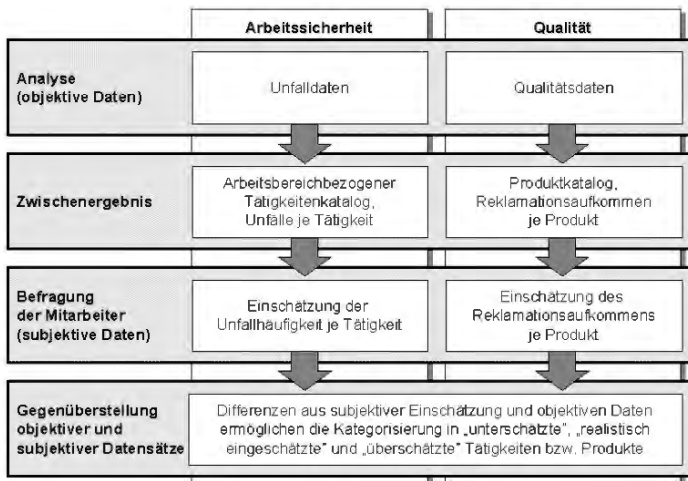 Arbeitssicherheit
Qualität
Analyse
(objektive Daten)
Unfalldaten
Qualitätsdaten
Zwischenergebnis
Arbeitsbereichbezogener
Tätigkeitenkatalog,
Unfälle je Tätigkeit
Produktkatalog,
Reklamationsaufkommen
je Produkt
Befragung
der Mitarbeiter
(subjektive Daten)
Einschätzung der
Unfallhäufigkeit je Tätigkeit
Einschätzung des
Reklamationsaufkommens
je Produkt
Gegenüberstellung
objektiver und
subjektiver Datensätze
Differenzen aus subjektiver Einschätzung und objektiven Daten
ermöglichen die Kategorisierung in „unterschätzte“, „realistisch
eingeschätzte“ und „überschätzte“ Tätigkeiten bzw. Produkte